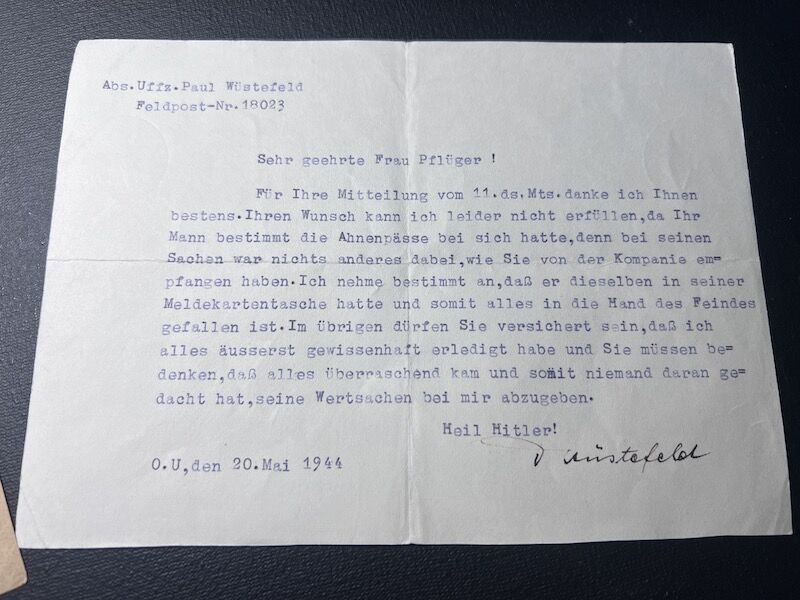 Abs.Uffz.Paul Wüstefeld
Feldpost-Nr.18023
Sehr geehrte Frau Pflüger !
Für Ihre Mitteilung vom 11.ds.Mts.danke ich Ihnen
bestens.Ihren Wunsch kann ich leider nicht erfüllen,da Ihr
Mann bestimmt die Ahnenpässe bei sich hatte,denn bei seinen
Sachen war nichts anderes dabei,wie Sie von der Kompanie em=
pfangen haben.Ich nehme bestimmt an,daß er dieselben in seiner
Meldekartentasche hatte und somit alles in die Hand des Feindes
gefallen ist.Im übrigen dürfen Sie versichert sein,daß ich
alles äusserst gewissenhaft erledigt habe und Sie müssen be=
denken,daß alles überraschend kam und somit niemand daran ge=
dacht hat,seine Wertsachen bei mir abzugeben.
Heil Hitler!
Wüstefeld
O.U,den 20.Mai 1944